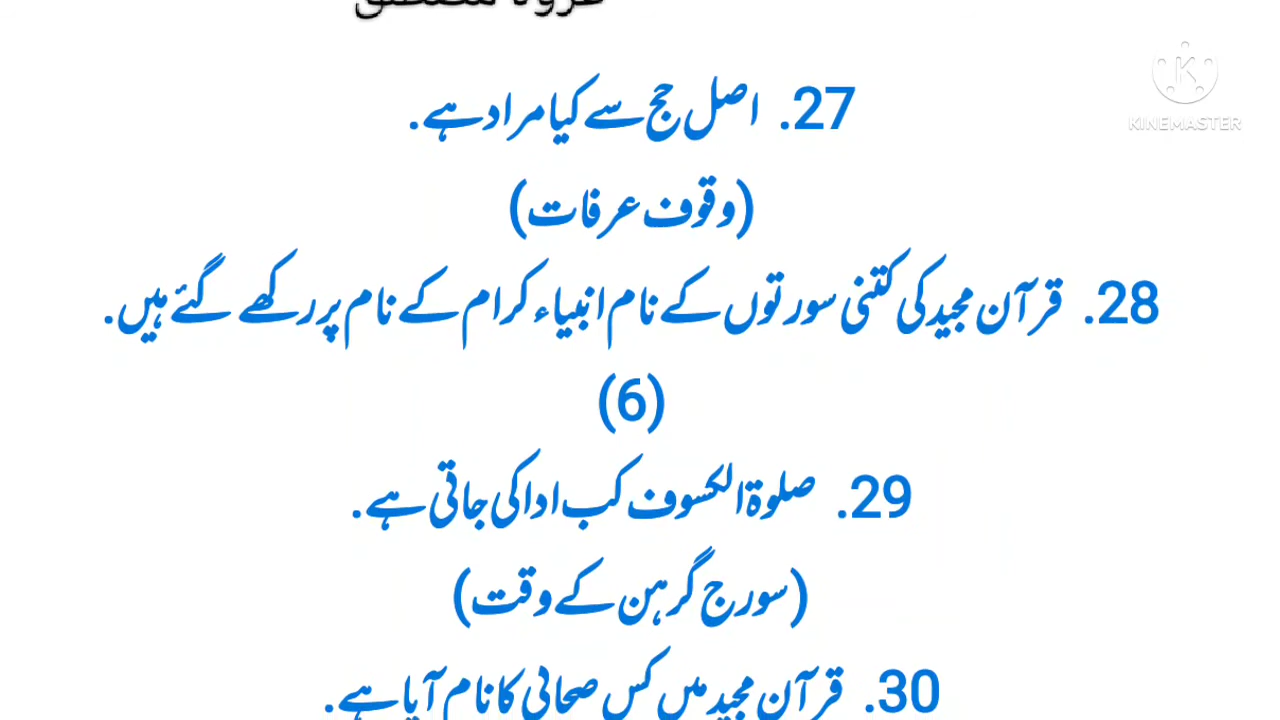 KINEMASTER
27. اصل حج سے کیا مراد ہے.
(وقوف عرفات)
28. قرآن مجید کی کتنی سورتوں کے نام انبیاء کرام کے نام پر رکھے گئے ہیں.
(6)
29. صلوۃ الکسوف کب ادا کی جاتی ہے.
(سورج گرہن کے وقت)
30. قرآن مجید میں کس صحابی کا نام آیا ہے.